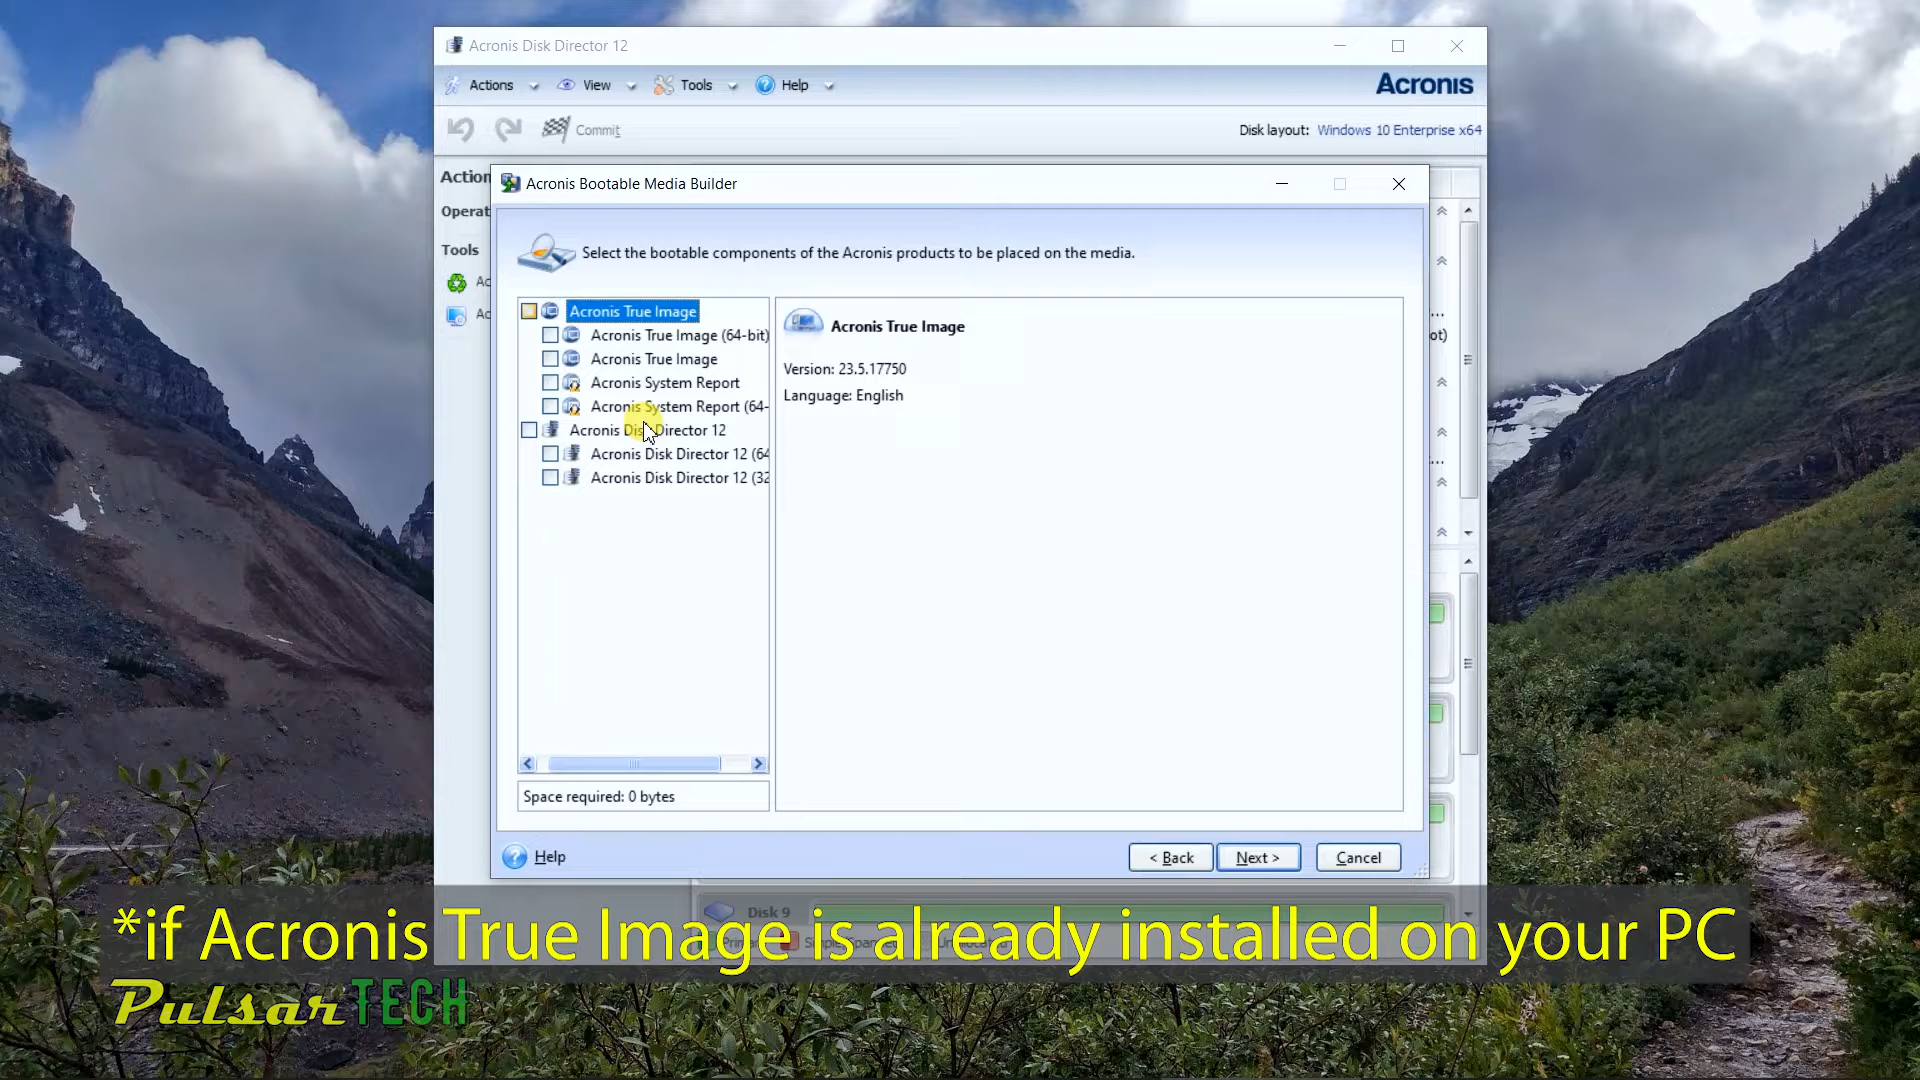 Acronis Disk Director 12
Actions View Tools Help
Acronis
Commit
Disk layout: Windows 10 Enterprise x64
Action
Acronis Bootable Media Builder
Operat
Tools
Ac
Ac
Select the bootable components of the Acronis products to be placed on the media.
Acronis True Image
Acronis True Image (64-bit)
Acronis True Image
Acronis System Report
Acronis System Report (64-
Acronis Disk Director 12
Acronis Disk Director 12 (64
Acronis Disk Director 12 (32
Acronis True Image
Version: 23.5.17750
Language: English
...
ot)
...
Space required: 0 bytes
Help
< Back Next > Cancel
Disk 9
*if Acronis True Image is already installed on your PC
PulsarTECH